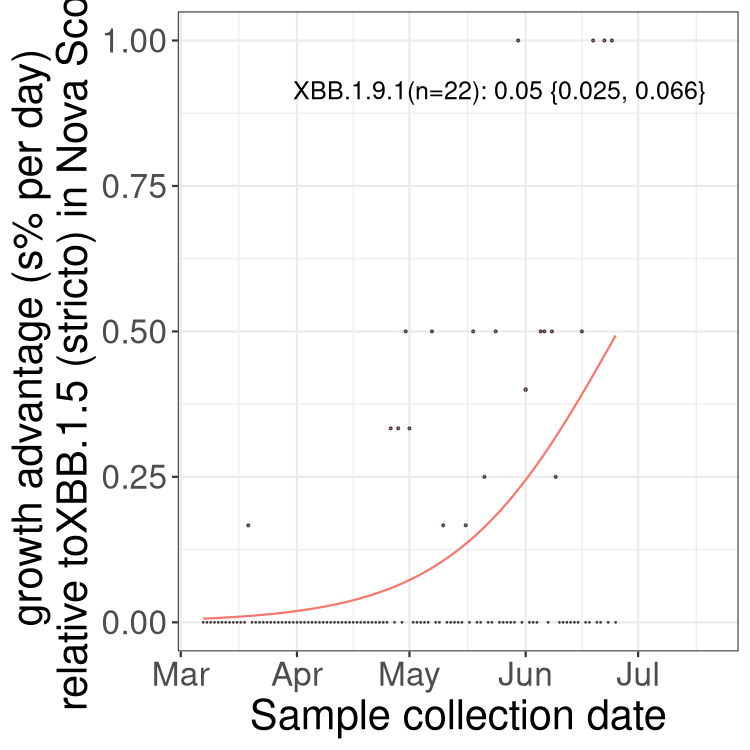 growth advantage (s% per day)
relative toXBB.1.5 (stricto) in Nova Sco
1.00
0.75
0.50
0.25
0.00
XBB.1.9.1(n=22): 0.05 {0.025, 0.066}
Mar Apr May Jun Jul
Sample collection date